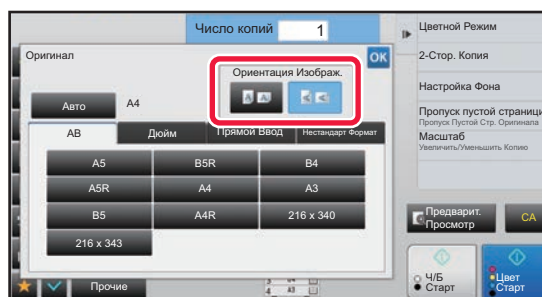 Число копий 1
Цветной Режим
Оригинал
OK
2-Стор. Копия
Ориентация Изображ.
Настройка Фона
Авто A4
Пропуск пустой страници
Пропуск Пустой Стр. Оригинала
AB Дюйм Прямой Ввод Нестандарт Формат
Масштаб
Увеличить/Уменьшить Копию
A5 B5R B4
A5R A4 A3
B5 A4R 216 x 340
Предварит.
Просмотр
CA
216 x 343
Ч/Б
Старт
Цвет
Старт
Прочие